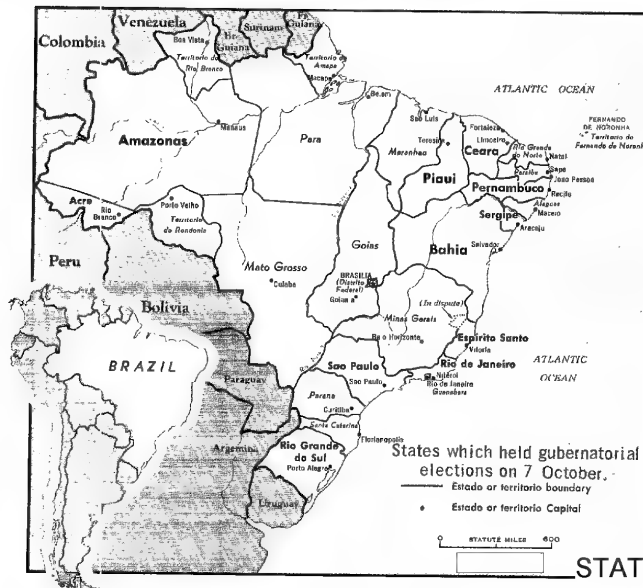 Venezuela
Colombia
Surinam
Fr. Guiana
Br. Guiana
Boa Vista
Territorio do Rio Branco
Territorio do Amapa
Macapa
ATLANTIC OCEAN
Belem
Sao Luis
Fortaleza
FERNANDO DE NORONHA
Territorio de Fernando de Noronha
Manaus
Limoeiro
Teresina
Rio Grande do Norte
Natal
Amazonas
Para
Maranhao
Ceara
Paraiba
Sape
Joao Pessoa
Piaui
Pernambuco
Recife
Acre
Rio Branco
Porto Velho
Territorio de Rondonia
Alagoas
Maceio
Sergipe
Aracaju
Goias
Bahia
Salvador
Peru
Mato Grosso
Cuiaba
BRASILIA
(Distrito Federal)
Goiania
Bolivia
(In dispute)
Minas Gerais
Belo Horizonte
Espirito Santo
Vitoria
BRAZIL
Sao Paulo
Rio de Janeiro
ATLANTIC OCEAN
Paraguay
Sao Paulo
Niteroi
Rio de Janeiro
Guanabara
Parana
Curitiba
Santa Catarina
Florianopolis
Argentina
Rio Grande do Sul
Porto Alegre
Uruguay
States which held gubernatorial
elections on 7 October.
Estado or territorio boundary
Estado or territorio Capital
0 STATUTE MILES 600
STAT